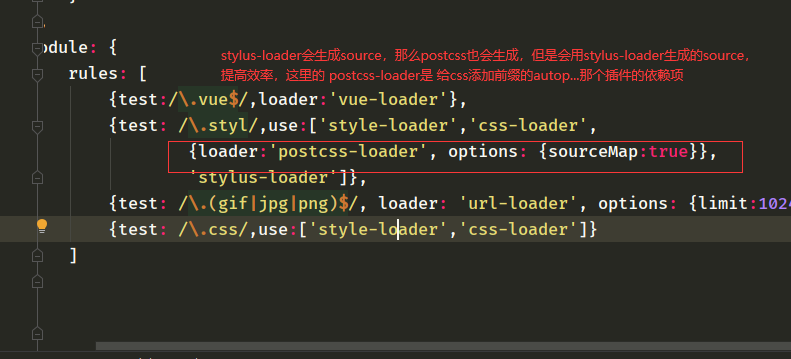 odule: {
stylus-loader会生成source，那么postcss也会生成，但是会用stylus-loader生成的source，
提高效率，这里的 postcss-loader是 给css添加前缀的autop...那个插件的依赖项
rules: [
{test:/\.vue$/,loader:'vue-loader'},
{test: /\.styl/,use:['style-loader','css-loader',
{loader:'postcss-loader', options: {sourceMap:true}},
'stylus-loader']},
{test: /\.(gif|jpg|png)$/, loader: 'url-loader', options: {limit:1024
{test: /\.css/,use:['style-loader','css-loader']}
]